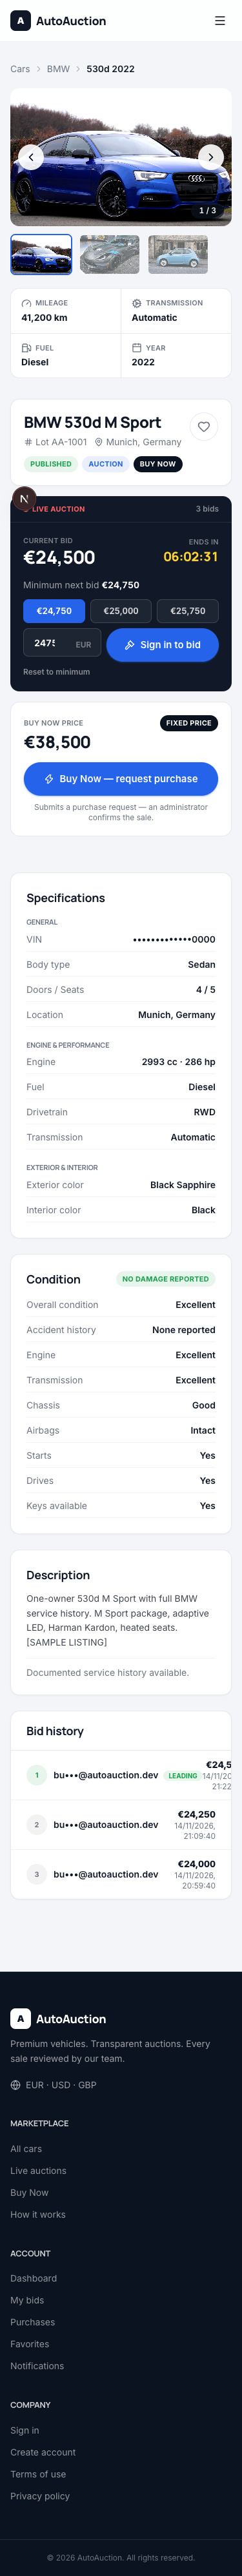 A AutoAuction
Cars > BMW > 530d 2022
1 / 3
MILEAGE
41,200 km
TRANSMISSION
Automatic
FUEL
Diesel
YEAR
2022
BMW 530d M Sport
# Lot AA-1001 Munich, Germany
PUBLISHED AUCTION BUY NOW
N
LIVE AUCTION 3 bids
CURRENT BID
€24,500
ENDS IN
06:02:31
Minimum next bid €24,750
€24,750 €25,000 €25,750
EUR
Sign in to bid
Reset to minimum
BUY NOW PRICE FIXED PRICE
€38,500
Buy Now — request purchase
Submits a purchase request — an administrator
confirms the sale.
Specifications
GENERAL
VIN •••••••••••••0000
Body type Sedan
Doors / Seats 4 / 5
Location Munich, Germany
ENGINE & PERFORMANCE
Engine 2993 cc · 286 hp
Fuel Diesel
Drivetrain RWD
Transmission Automatic
EXTERIOR & INTERIOR
Exterior color Black Sapphire
Interior color Black
Condition NO DAMAGE REPORTED
Overall condition Excellent
Accident history None reported
Engine Excellent
Transmission Excellent
Chassis Good
Airbags Intact
Starts Yes
Drives Yes
Keys available Yes
Description
One-owner 530d M Sport with full BMW
service history. M Sport package, adaptive
LED, Harman Kardon, heated seats.
[SAMPLE LISTING]
Documented service history available.
Bid history
1 bu•••@autoauction.dev LEADING
2 bu•••@autoauction.dev €24,250
14/11/2026,
21:09:40
3 bu•••@autoauction.dev €24,000
14/11/2026,
20:59:40
A AutoAuction
Premium vehicles. Transparent auctions. Every
sale reviewed by our team.
EUR · USD · GBP
MARKETPLACE
All cars
Live auctions
Buy Now
How it works
ACCOUNT
Dashboard
My bids
Purchases
Favorites
Notifications
COMPANY
Sign in
Create account
Terms of use
Privacy policy
© 2026 AutoAuction. All rights reserved.